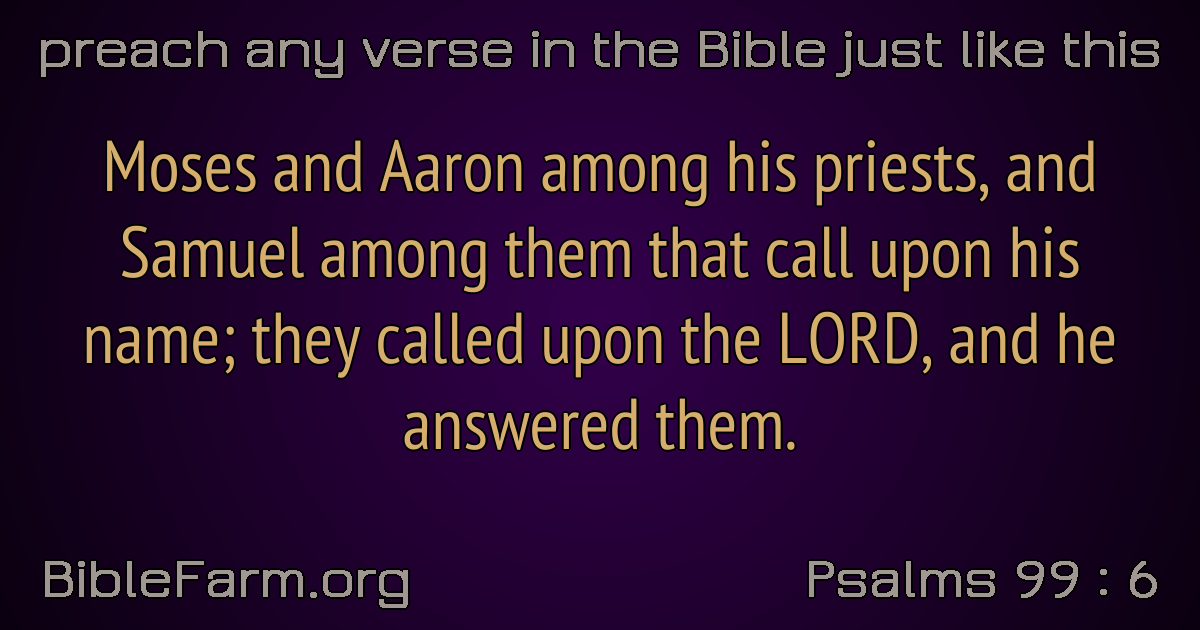 preach any verse in the Bible just like this
Moses and Aaron among his priests, and
Samuel among them that call upon his
name; they called upon the LORD, and he
answered them.
BibleFarm.org
Psalms 99 : 6